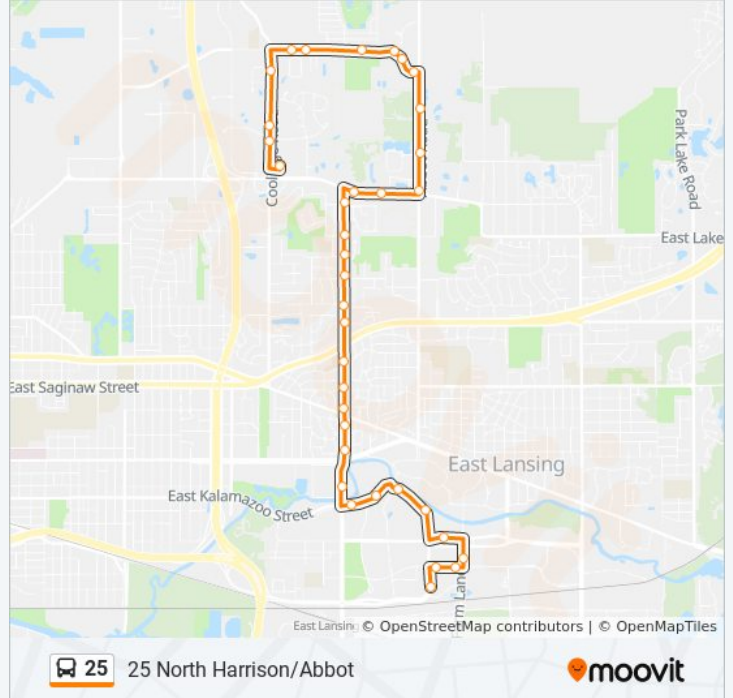 Park Lake Road
Cool
East Lake
East Saginaw Street
East Lansing
East Kalamazoo Street
East Lansing
© OpenStreetMap contributors | © OpenMapTiles
25
25 North Harrison/Abbot
moovit